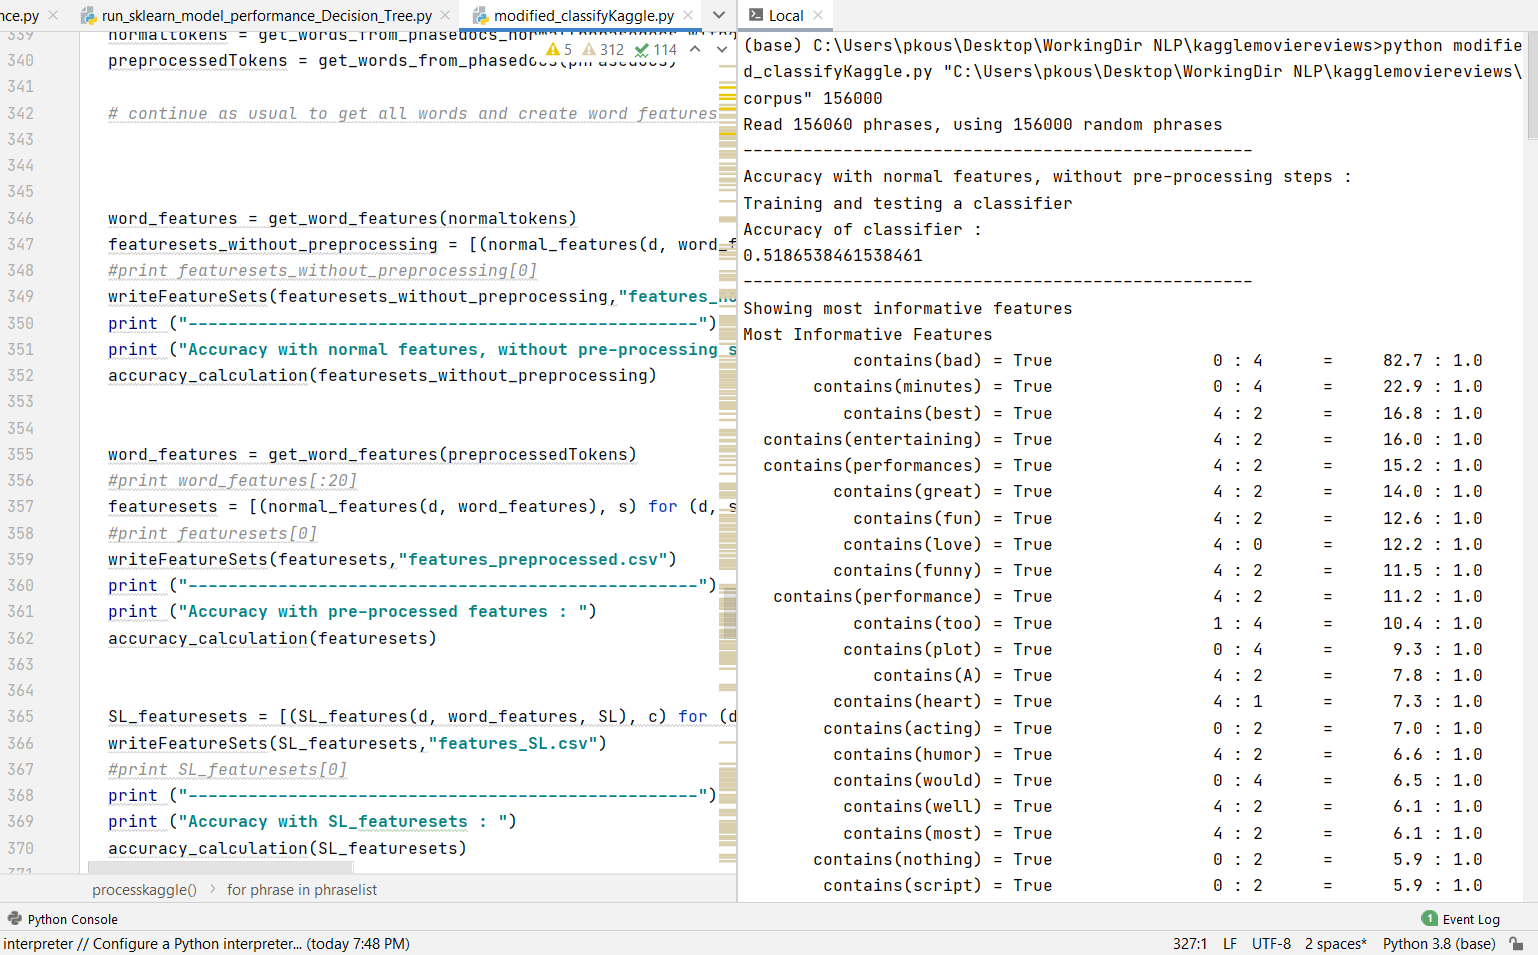 nce.py
run_sklearn_model_performance_Decision_Tree.py
modified_classifyKaggle.py
5 312 114
339 normaltokens =
340 preprocessedTokens = get_words_from_phasedocs(phrasedocs)
341
342 # continue as usual to get all words and create word features
343
344
345
346 word_features = get_word_features(normaltokens)
347 featuresets_without_preprocessing = [(normal_features(d, word_f
348 #print featuresets_without_preprocessing[0]
349 writeFeatureSets(featuresets_without_preprocessing,"features_no
350 print ("---------------------------------------------------")
351 print ("Accuracy with normal features, without pre-processing s
352 accuracy_calculation(featuresets_without_preprocessing)
353
354
355 word_features = get_word_features(preprocessedTokens)
356 #print word_features[:20]
357 featuresets = [(normal_features(d, word_features), s) for (d, s
358 #print featuresets[0]
359 writeFeatureSets(featuresets,"features_preprocessed.csv")
360 print ("---------------------------------------------------")
361 print ("Accuracy with pre-processed features : ")
362 accuracy_calculation(featuresets)
363
364
365 SL_featuresets = [(SL_features(d, word_features, SL), c) for (d
366 writeFeatureSets(SL_featuresets,"features_SL.csv")
367 #print SL_featuresets[0]
368 print ("---------------------------------------------------")
369 print ("Accuracy with SL_featuresets : ")
370 accuracy_calculation(SL_featuresets)
371
processkaggle() > for phrase in phraselist
Local
(base) C:\Users\pkous\Desktop\WorkingDir NLP\kagglemoviereviews>python modifie
d_classifyKaggle.py "C:\Users\pkous\Desktop\WorkingDir NLP\kagglemoviereviews\
corpus" 156000
Read 156060 phrases, using 156000 random phrases
---------------------------------------------------
Accuracy with normal features, without pre-processing steps :
Training and testing a classifier
Accuracy of classifier :
0.5186538461538461
---------------------------------------------------
Showing most informative features
Most Informative Features
contains(bad) = True 0 : 4 = 82.7 : 1.0
contains(minutes) = True 0 : 4 = 22.9 : 1.0
contains(best) = True 4 : 2 = 16.8 : 1.0
contains(entertaining) = True 4 : 2 = 16.0 : 1.0
contains(performances) = True 4 : 2 = 15.2 : 1.0
contains(great) = True 4 : 2 = 14.0 : 1.0
contains(fun) = True 4 : 2 = 12.6 : 1.0
contains(love) = True 4 : 0 = 12.2 : 1.0
contains(funny) = True 4 : 2 = 11.5 : 1.0
contains(performance) = True 4 : 2 = 11.2 : 1.0
contains(too) = True 1 : 4 = 10.4 : 1.0
contains(plot) = True 0 : 4 = 9.3 : 1.0
contains(A) = True 4 : 2 = 7.8 : 1.0
contains(heart) = True 4 : 1 = 7.3 : 1.0
contains(acting) = True 0 : 2 = 7.0 : 1.0
contains(humor) = True 4 : 2 = 6.6 : 1.0
contains(would) = True 0 : 4 = 6.5 : 1.0
contains(well) = True 4 : 2 = 6.1 : 1.0
contains(most) = True 4 : 2 = 6.1 : 1.0
contains(nothing) = True 0 : 2 = 5.9 : 1.0
contains(script) = True 0 : 2 = 5.9 : 1.0
Python Console
1 Event Log
interpreter // Configure a Python interpreter... (today 7:48 PM)
327:1 LF UTF-8 2 spaces* Python 3.8 (base)